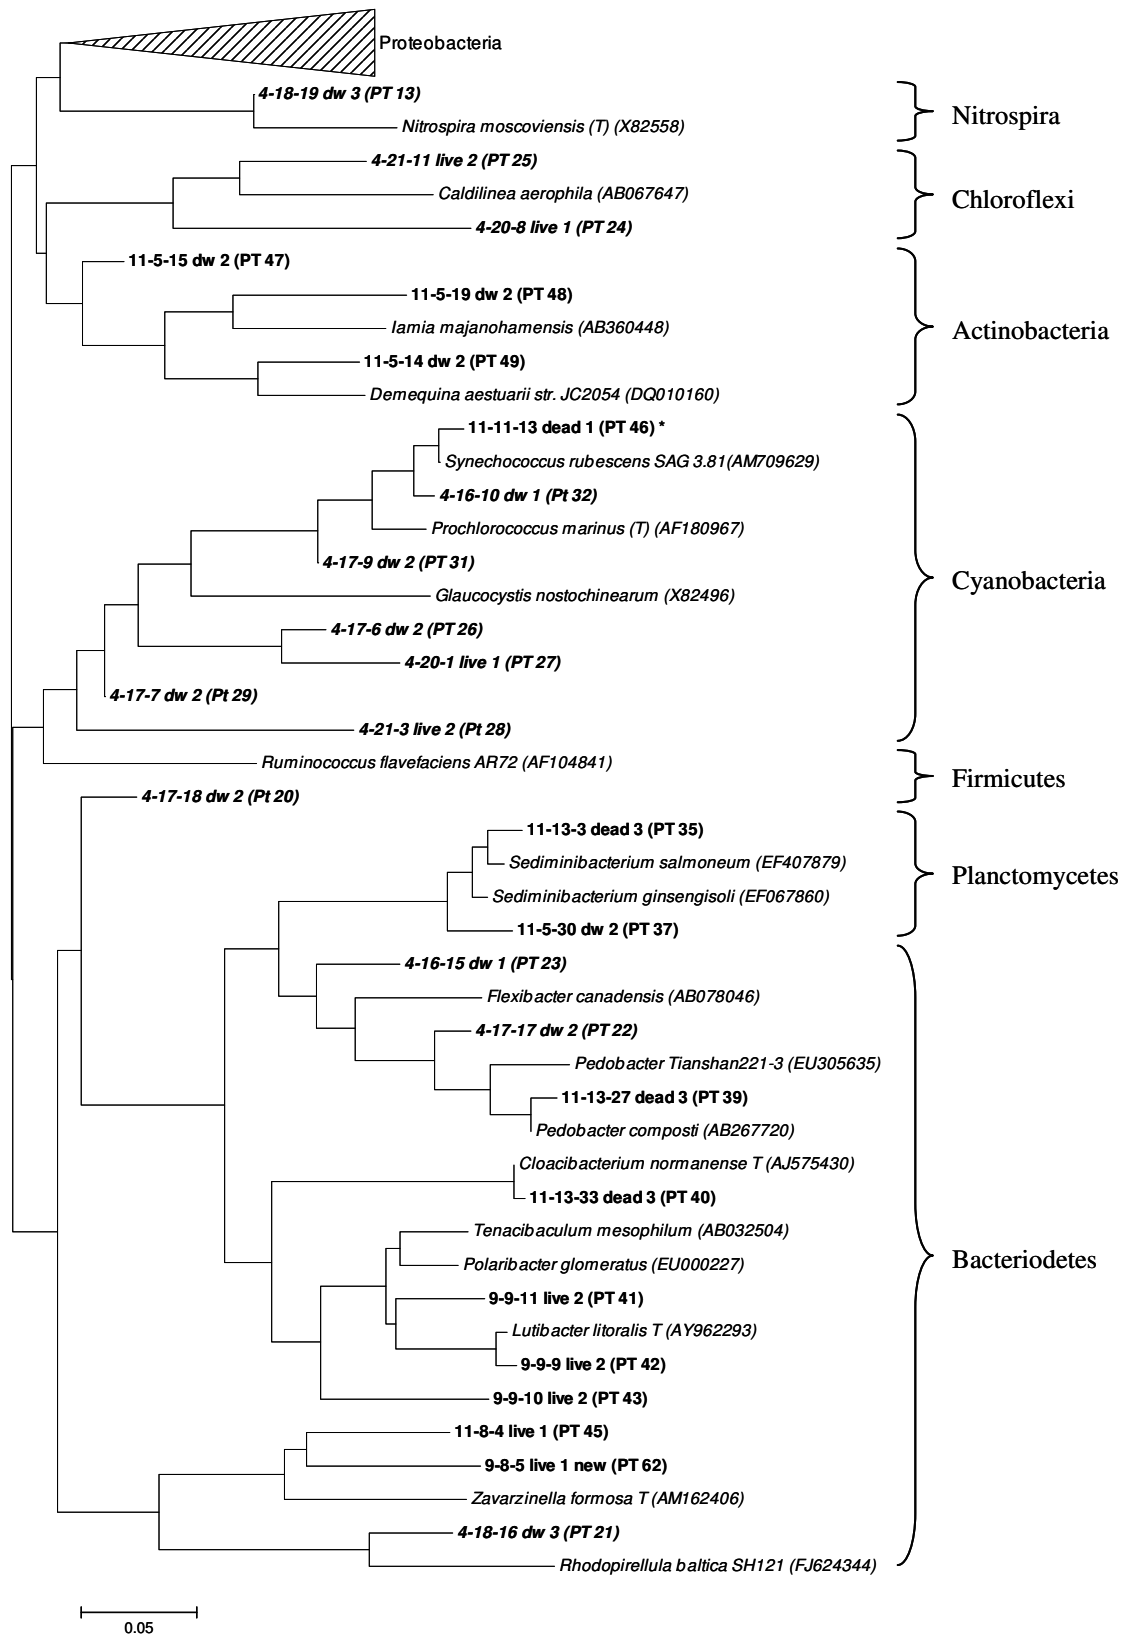 Proteobacteria
4-18-19 dw 3 (PT 13)
Nitrospira moscoviensis (T) (X82558)
Nitrospira
4-21-11 live 2 (PT 25)
Caldilinea aerophila (AB067647)
4-20-8 live 1 (PT 24)
Chloroflexi
11-5-15 dw 2 (PT 47)
11-5-19 dw 2 (PT 48)
Iamia majanohamensis (AB360448)
11-5-14 dw 2 (PT 49)
Demequina aestuarii str. JC2054 (DQ010160)
Actinobacteria
11-11-13 dead 1 (PT 46) *
Synechococcus rubescens SAG 3.81(AM709629)
4-16-10 dw 1 (Pt 32)
Prochlorococcus marinus (T) (AF180967)
4-17-9 dw 2 (PT 31)
Glaucocystis nostochinearum (X82496)
4-17-6 dw 2 (PT 26)
4-20-1 live 1 (PT 27)
4-17-7 dw 2 (Pt 29)
4-21-3 live 2 (Pt 28)
Cyanobacteria
Ruminococcus flavefaciens AR72 (AF104841)
4-17-18 dw 2 (Pt 20)
Firmicutes
11-13-3 dead 3 (PT 35)
Sediminibacterium salmoneum (EF407879)
Sediminibacterium ginsengisoli (EF067860)
11-5-30 dw 2 (PT 37)
Planctomycetes
4-16-15 dw 1 (PT 23)
Flexibacter canadensis (AB078046)
4-17-17 dw 2 (PT 22)
Pedobacter Tianshan221-3 (EU305635)
11-13-27 dead 3 (PT 39)
Pedobacter composti (AB267720)
Cloacibacterium normanense T (AJ575430)
11-13-33 dead 3 (PT 40)
Tenacibaculum mesophilum (AB032504)
Polaribacter glomeratus (EU000227)
9-9-11 live 2 (PT 41)
Lutibacter litoralis T (AY962293)
9-9-9 live 2 (PT 42)
9-9-10 live 2 (PT 43)
11-8-4 live 1 (PT 45)
9-8-5 live 1 new (PT 62)
Zavarzinella formosa T (AM162406)
4-18-16 dw 3 (PT 21)
Rhodopirellula baltica SH121 (FJ624344)
Bacteriodetes
0.05